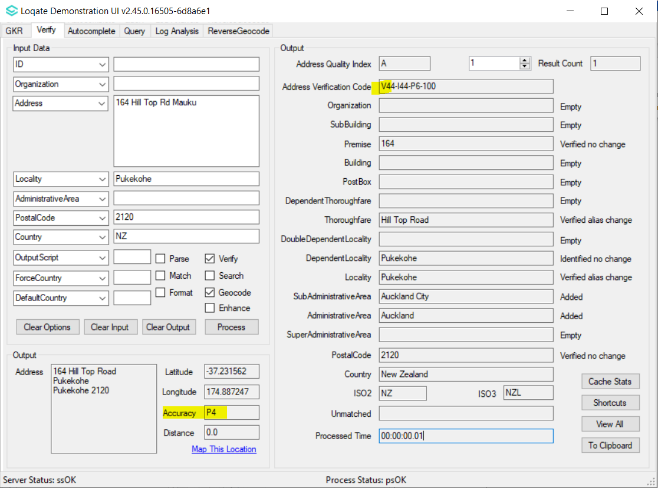 Loqate Demonstration UI v2.45.0.16505-6d8a6e1
GKR Verify Autocomplete Query Log Analysis ReverseGeocode
Input Data
ID
Organization
Address 164 Hill Top Rd Mauku
Locality Pukekohe
AdministrativeArea
PostalCode 2120
Country NZ
OutputScript Parse Verify
ForceCountry Match Search
DefaultCountry Format Geocode
Enhance
Clear Options Clear Input Clear Output Process
Output
Address 164 Hill Top Road
Pukekohe
Pukekohe 2120
Latitude -37.231562
Longitude 174.887247
Accuracy P4
Distance 0.0
Map This Location
Output
Address Quality Index A 1 Result Count 1
Address Verification Code V44-I44-P6-100
Organization Empty
SubBuilding Empty
Premise 164 Verified no change
Building Empty
PostBox Empty
DependentThoroughfare Empty
Thoroughfare Hill Top Road Verified alias change
DoubleDependentLocality Empty
DependentLocality Pukekohe Identified no change
Locality Pukekohe Verified alias change
SubAdministrativeArea Auckland City Added
AdministrativeArea Auckland Added
SuperAdministrativeArea Empty
PostalCode 2120 Verified no change
Country New Zealand
ISO2 NZ ISO3 NZL
Unmatched
Processed Time 00:00:00.01
Cache Stats
Shortcuts
View All
To Clipboard
Server Status: ssOK Process Status: psOK